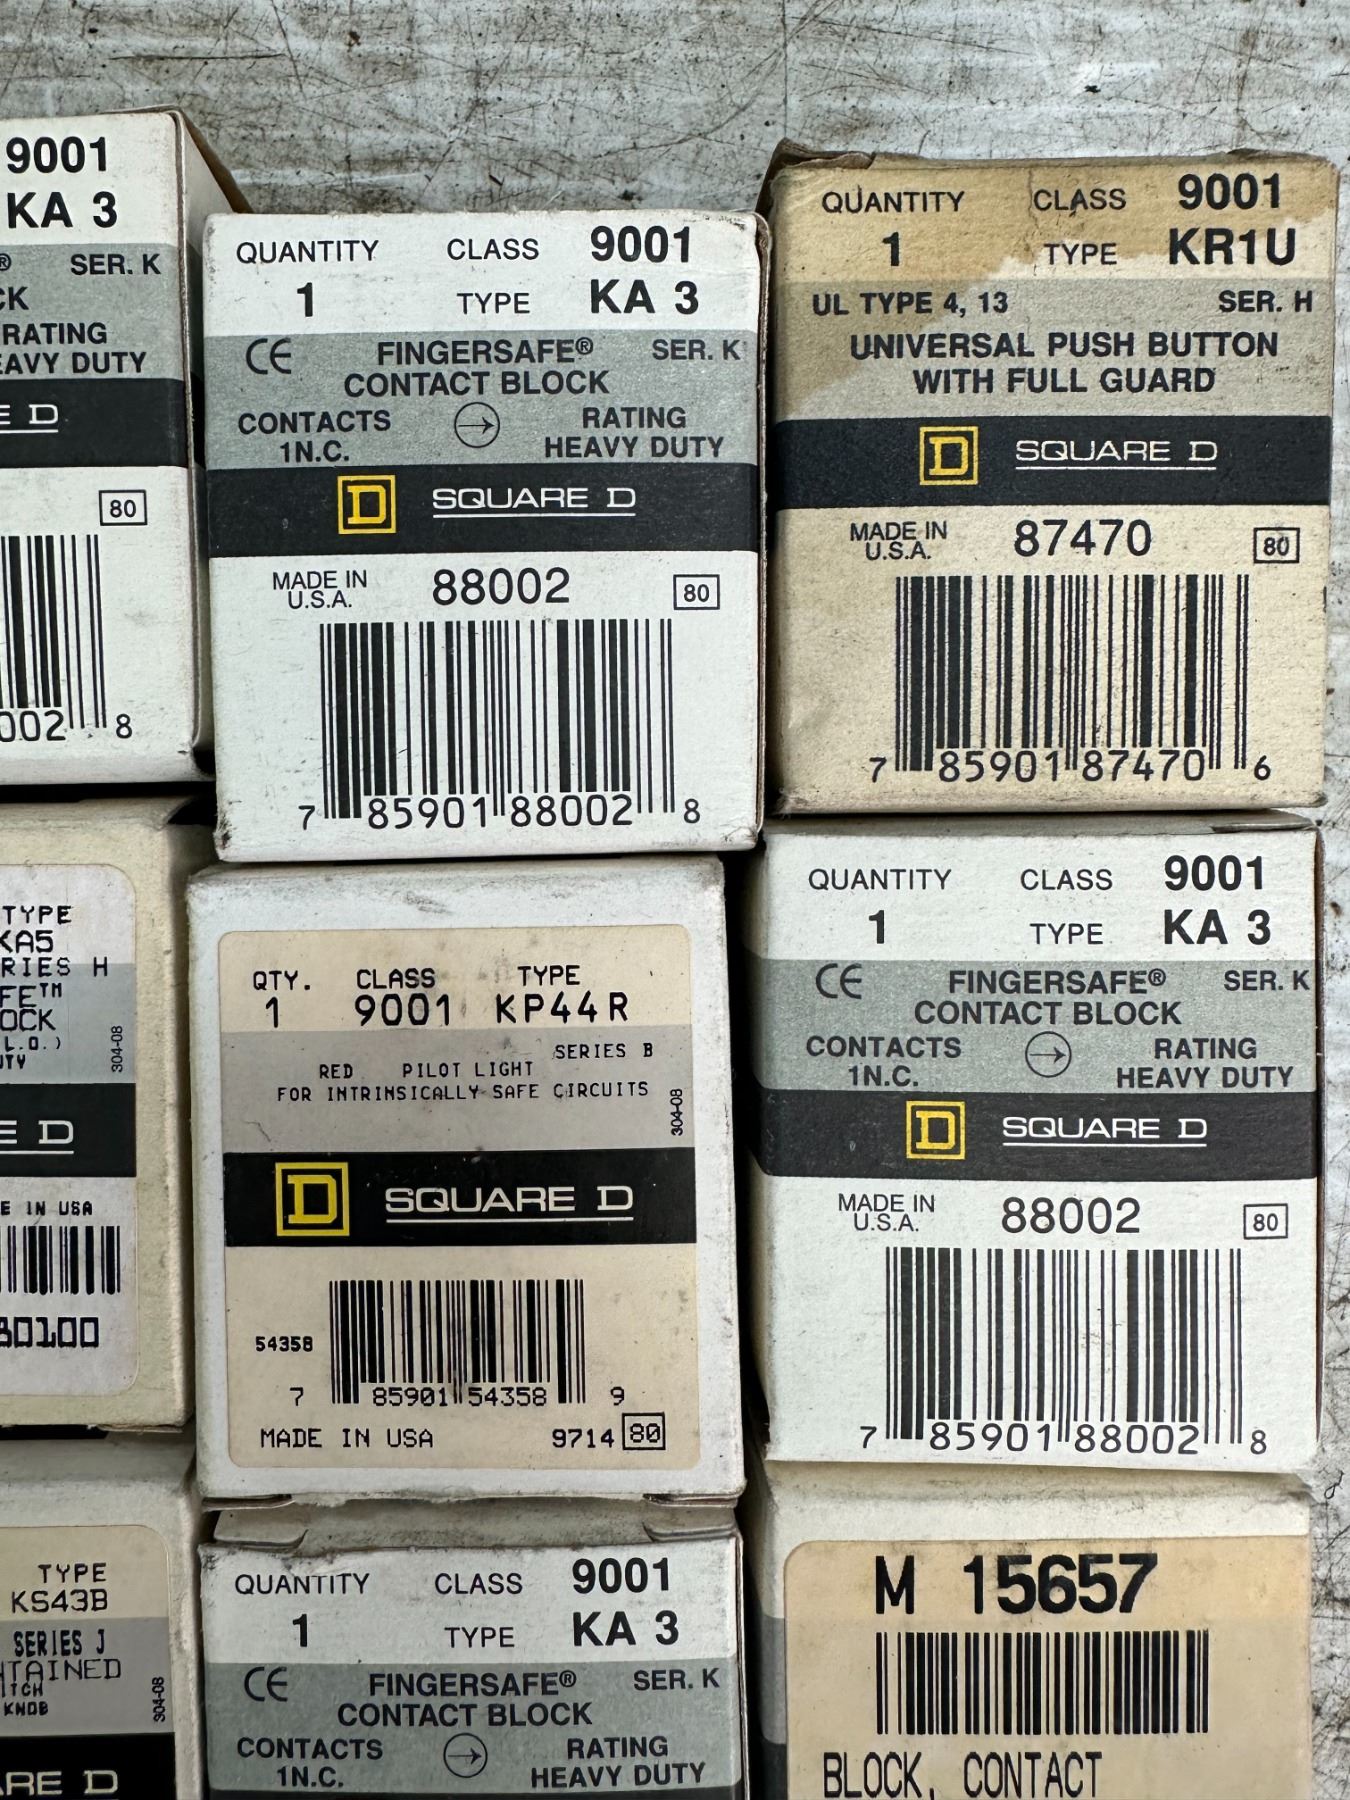 9001
KA 3
® SER. K
CK
RATING
EAVY DUTY
E D
80
002 8
QUANTITY CLASS 9001
1 TYPE KA 3
CE FINGERSAFE® SER. K
CONTACT BLOCK
CONTACTS RATING
1N.C. HEAVY DUTY
D SQUARE D
MADE IN U.S.A. 88002 80
7 85901 88002 8
QUANTITY CLASS 9001
1 TYPE KR1U
UL TYPE 4, 13 SER. H
UNIVERSAL PUSH BUTTON
WITH FULL GUARD
D SQUARE D
MADE IN U.S.A. 87470 80
7 85901 87470 6
TYPE
KA5
RIES H
FE™
OCK
L.O.)
UTY
304-08
E D
E IN USA
80100
QTY. CLASS TYPE
1 9001 KP44R
SERIES B
RED PILOT LIGHT
FOR INTRINSICALLY SAFE CIRCUITS
304-08
D SQUARE D
54358
7 85901 54358 9
MADE IN USA 9714 80
QUANTITY CLASS 9001
1 TYPE KA 3
CE FINGERSAFE® SER. K
CONTACT BLOCK
CONTACTS RATING
1N.C. HEAVY DUTY
D SQUARE D
MADE IN U.S.A. 88002 80
7 85901 88002 8
TYPE
KS43B
SERIES J
NTAINED
ITCH
KNOB
304-08
RE D
QUANTITY CLASS 9001
1 TYPE KA 3
CE FINGERSAFE® SER. K
CONTACT BLOCK
CONTACTS RATING
1N.C. HEAVY DUTY
M 15657
BLOCK, CONTACT